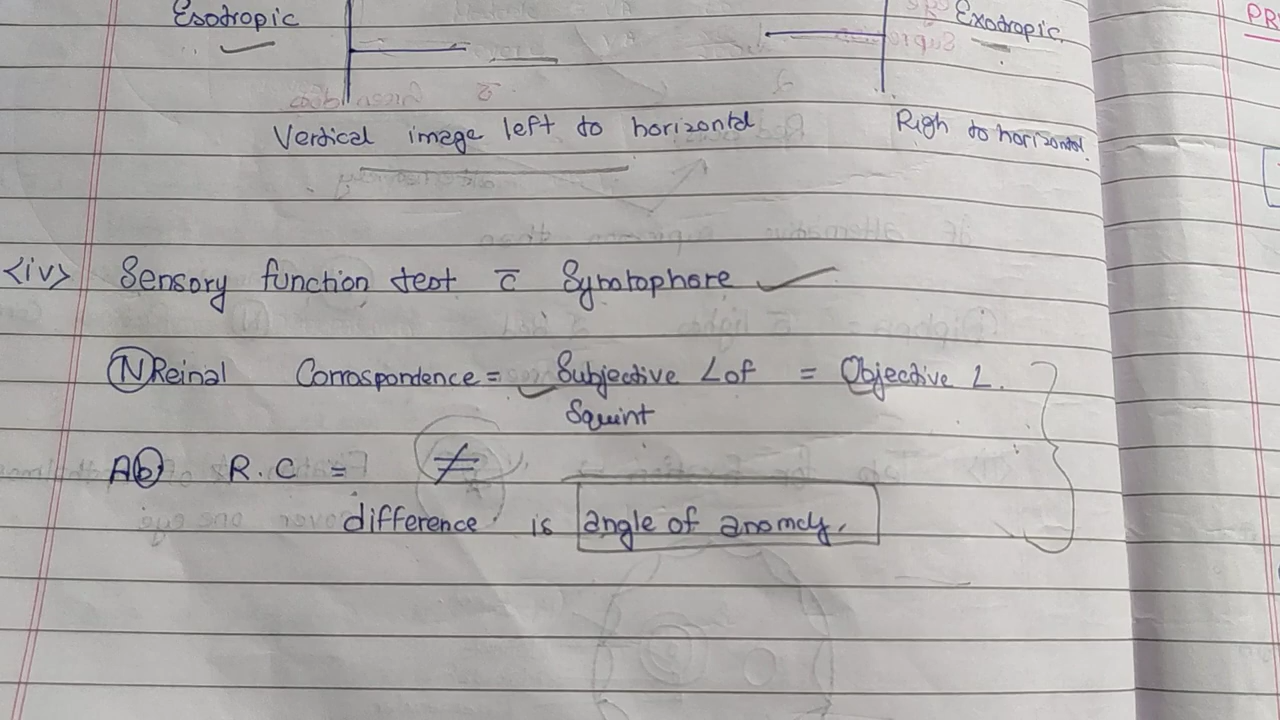 Esotropic Exotropic
Vertical image left to horizontal Righ to horizontal.
<iv> Sensory function test c̄ Synotophore
(N) Reinal Corrospondence = Subjective ∠ of = Objective ∠.
Squint
Ab R.C = ≠
difference is angle of anomaly.
PB